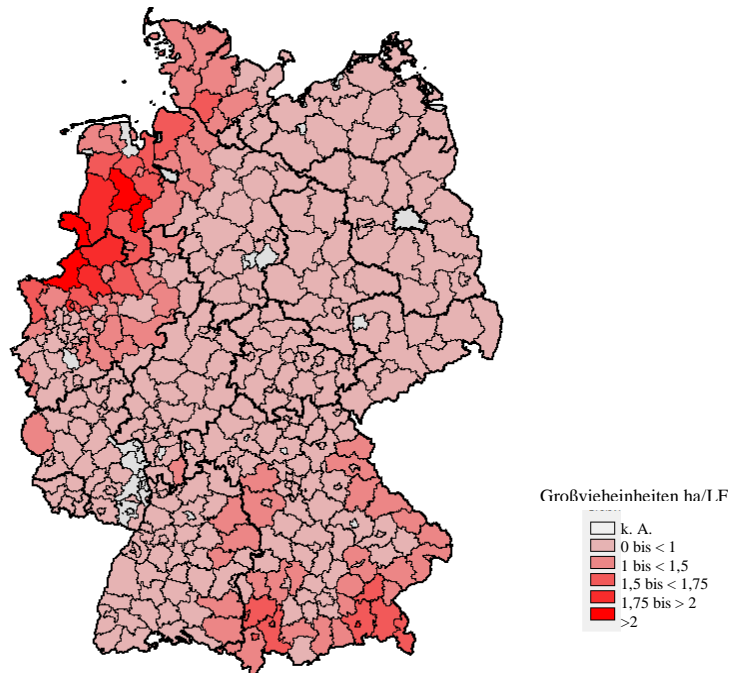 Großvieheinheiten ha/LF
k. A.
0 bis < 1
1 bis < 1,5
1,5 bis < 1,75
1,75 bis > 2
>2